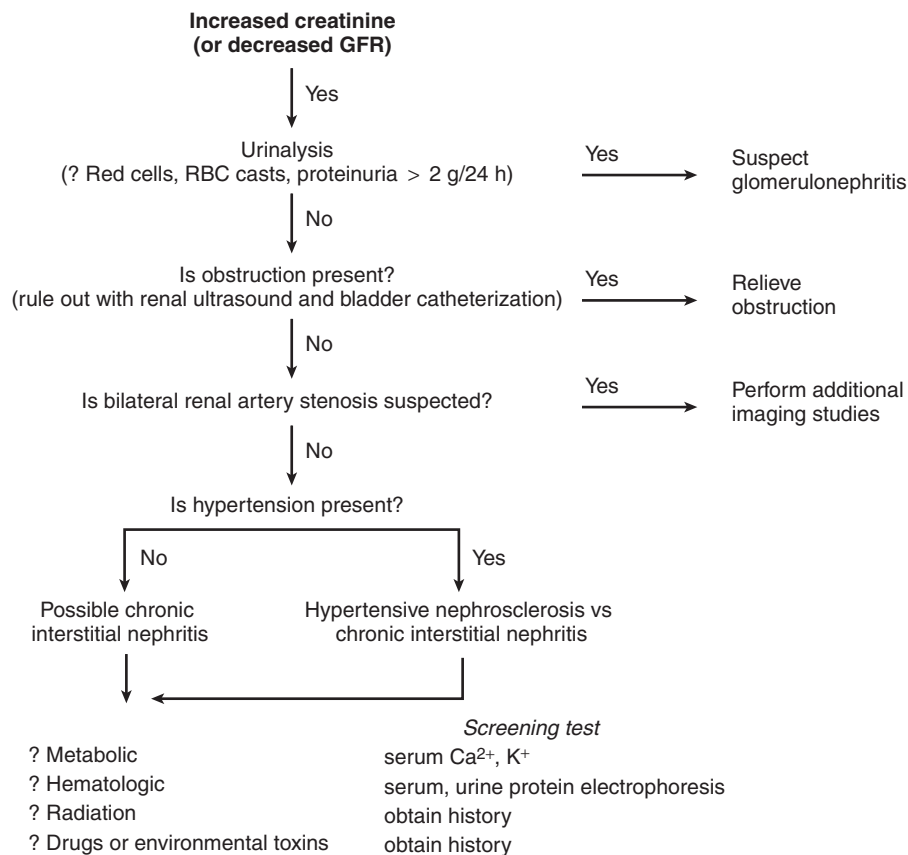 Increased creatinine
(or decreased GFR)
Yes
Urinalysis
(? Red cells, RBC casts, proteinuria > 2 g/24 h)
Yes
Suspect
glomerulonephritis
No
Is obstruction present?
(rule out with renal ultrasound and bladder catheterization)
Yes
Relieve
obstruction
No
Is bilateral renal artery stenosis suspected?
Yes
Perform additional
imaging studies
No
Is hypertension present?
No
Yes
Possible chronic
interstitial nephritis
Hypertensive nephrosclerosis vs
chronic interstitial nephritis
Screening test
? Metabolic serum Ca²⁺, K⁺
? Hematologic serum, urine protein electrophoresis
? Radiation obtain history
? Drugs or environmental toxins obtain history